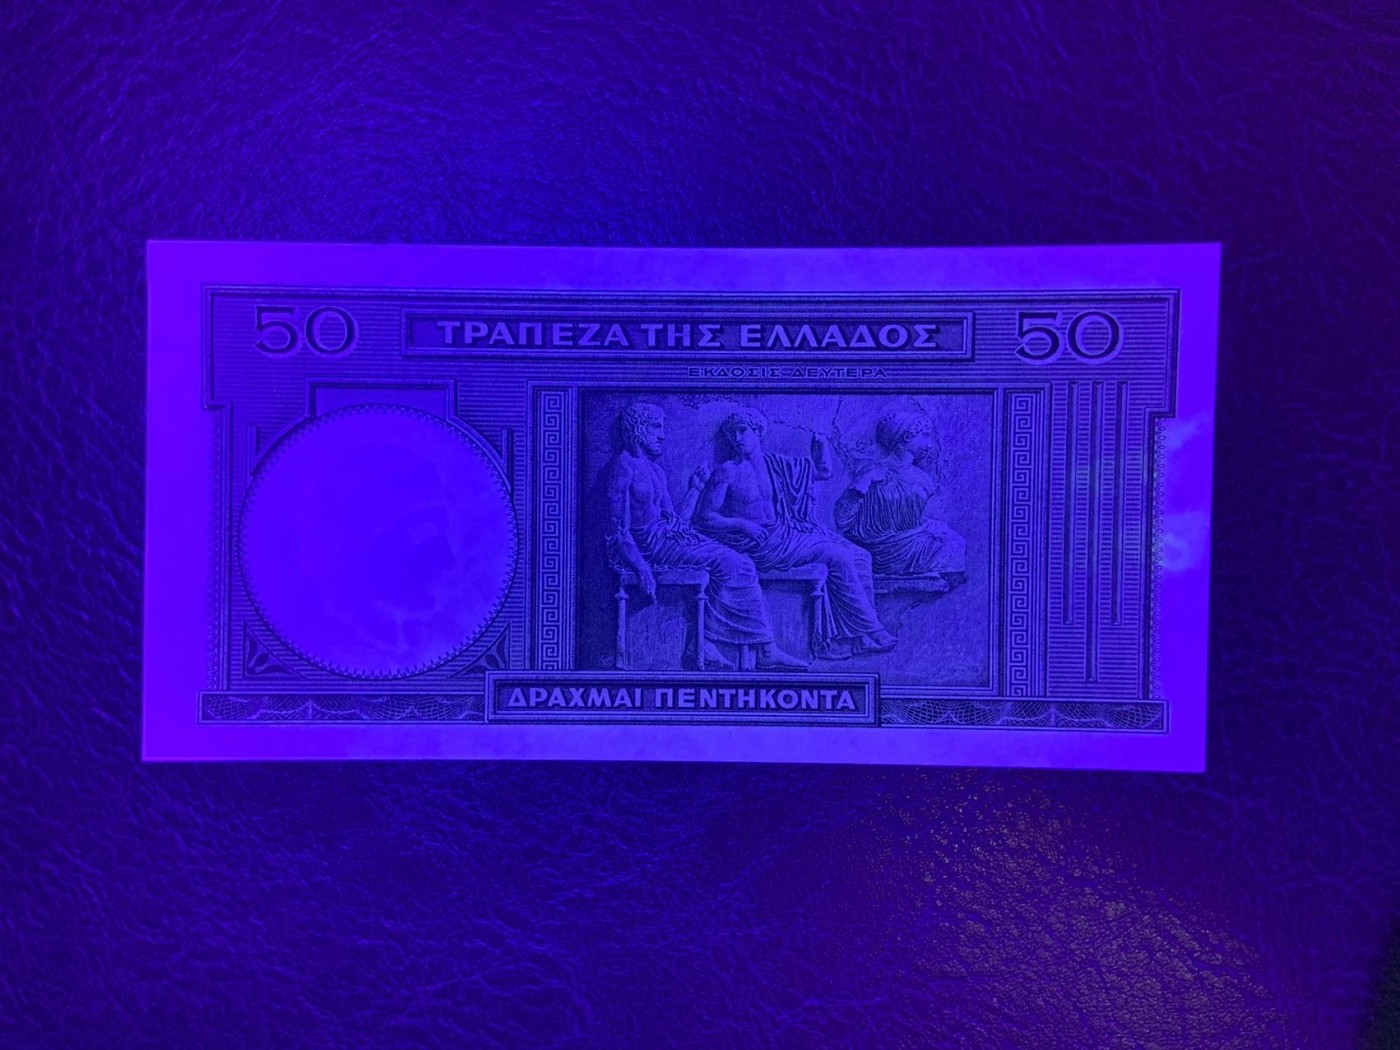 50 ΤΡΑΠΕΖΑ ΤΗΣ ΕΛΛΑΔΟΣ 50
ΕΚΔΟΣΙΣ ΔΕΥΤΕΡΑ
ΔΡΑΧΜΑΙ ΠΕΝΤΗΚΟΝΤΑ